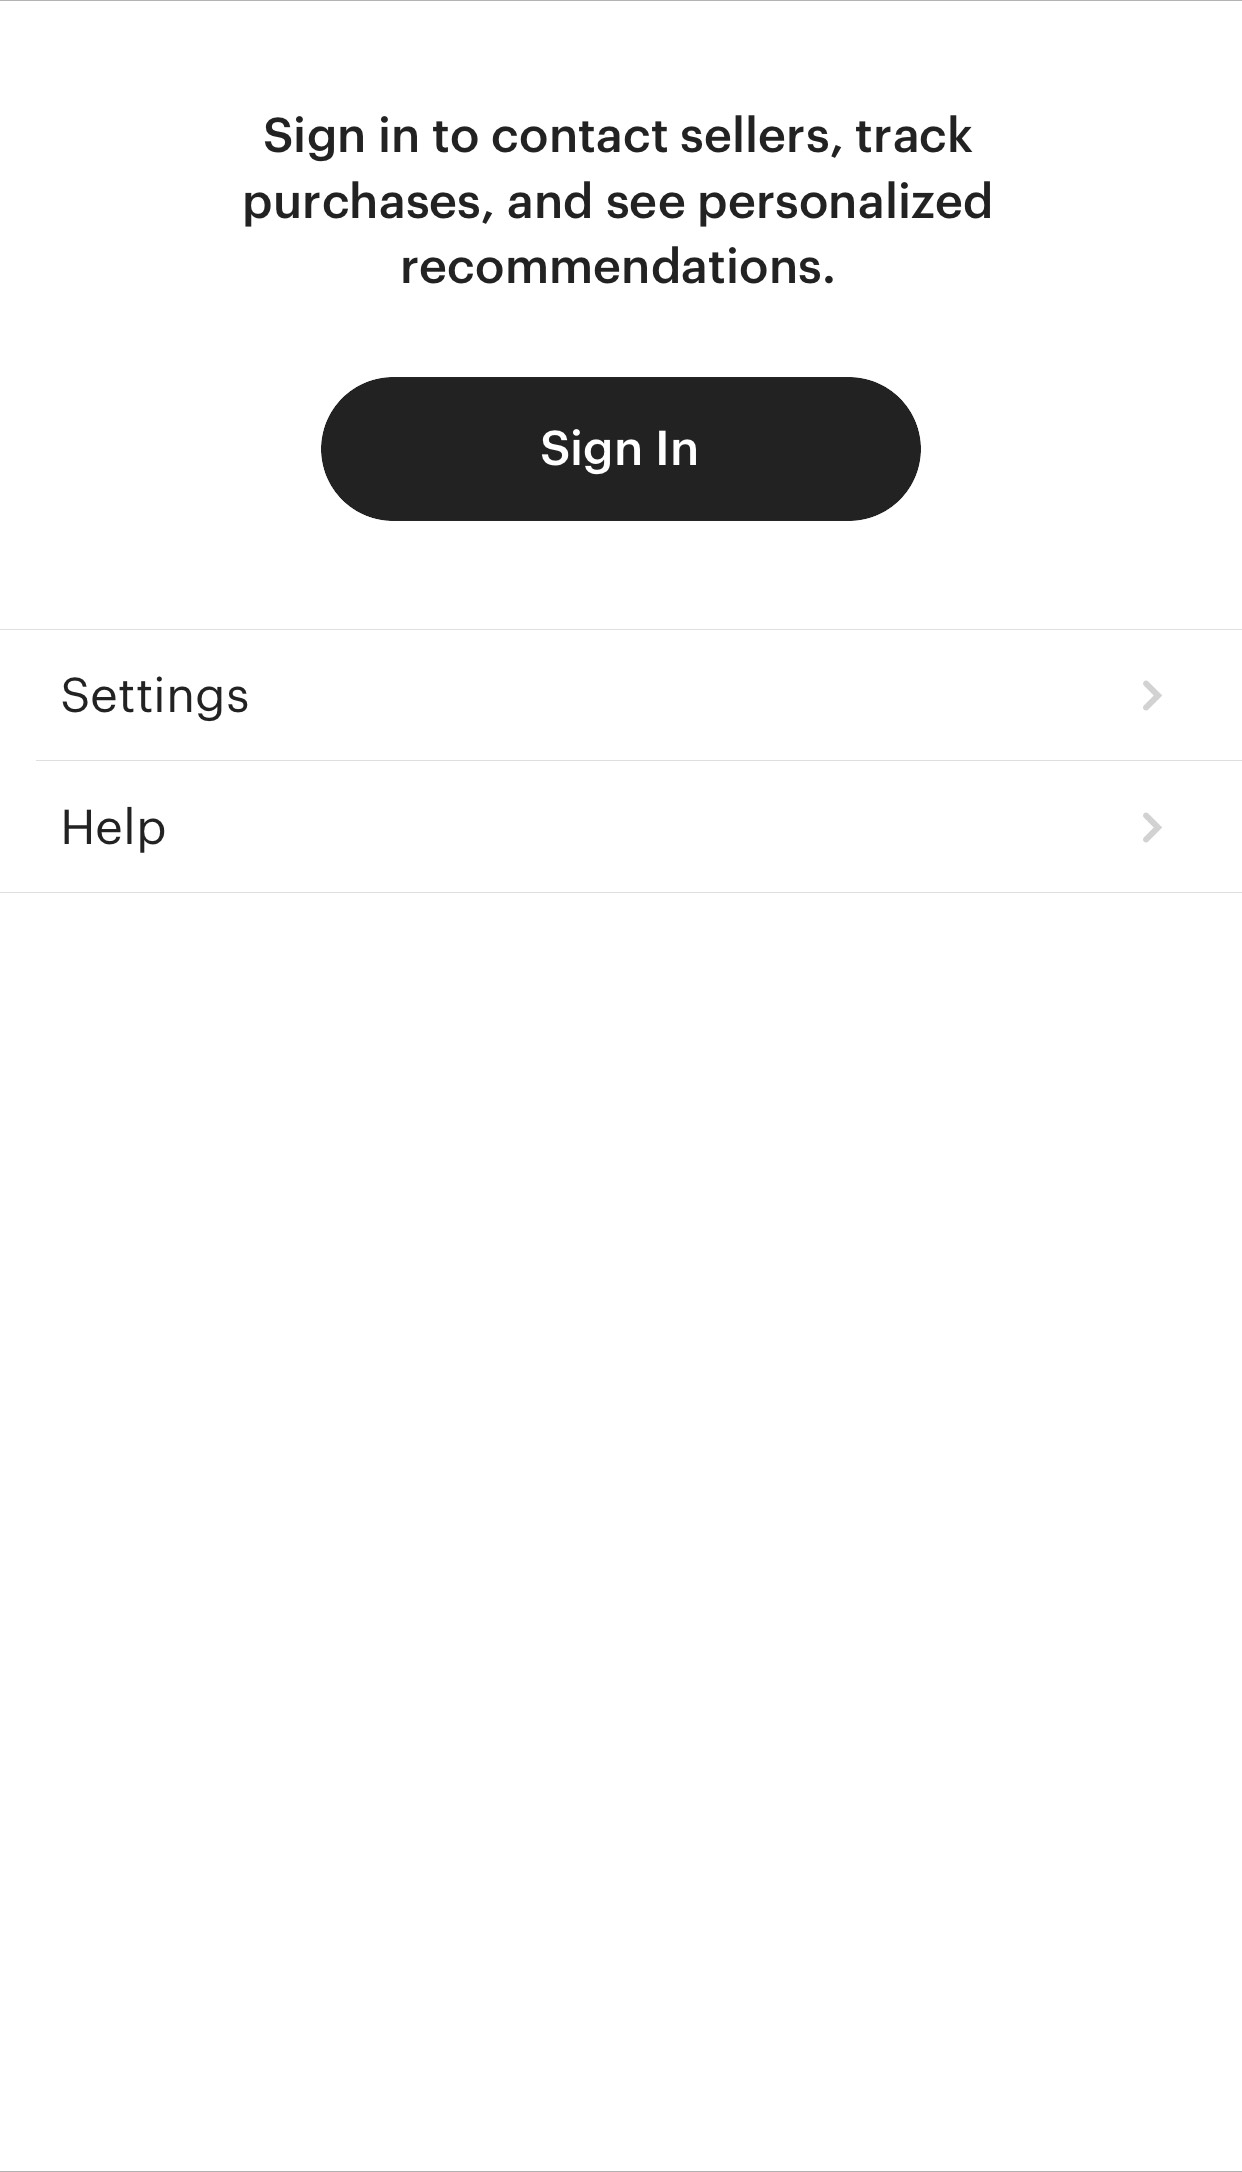 Sign in to contact sellers, track
purchases, and see personalized
recommendations.
Sign In
Settings
Help